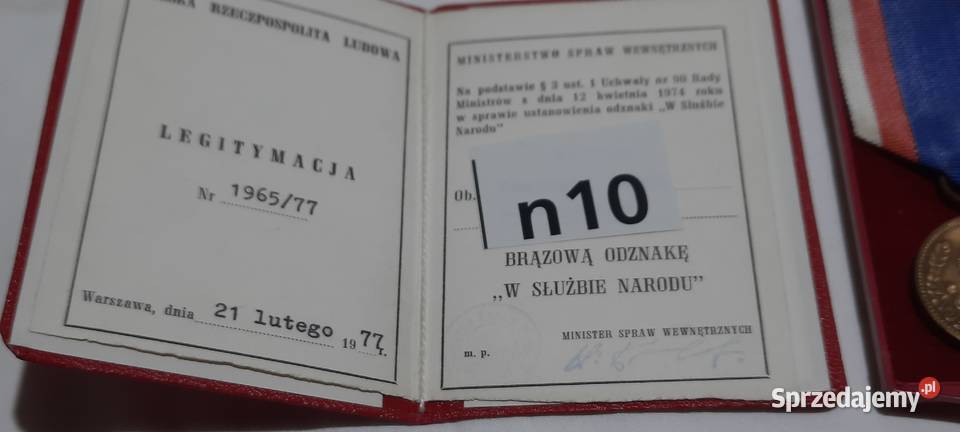 RZECZPOSPOLITA LUDOWA
LEGITYMACJA
Nr 1965/77
Warszawa, dnia 21 lutego 1977 r.
MINISTERSTWO SPRAW WEWNĘTRZNYCH
Na podstawie § 3 ust. 1 Uchwały nr 90 Rady
Ministrów z dnia 12 kwietnia 1974 roku
w sprawie ustanowienia odznaki „W Służbie
Narodu”
Ob.
n10
BRĄZOWĄ ODZNAKĘ
„W SŁUŻBIE NARODU”
MINISTER SPRAW WEWNĘTRZNYCH
m. p.
Sprzedajemy.pl